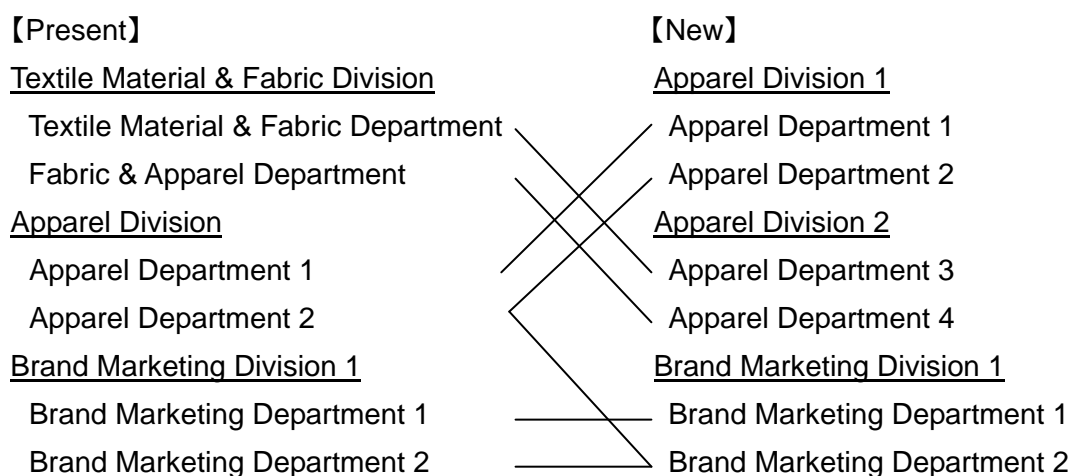 【Present】 【New】
Textile Material & Fabric Division Apparel Division 1
Textile Material & Fabric Department Apparel Department 1
Fabric & Apparel Department Apparel Department 2
Apparel Division Apparel Division 2
Apparel Department 1 Apparel Department 3
Apparel Department 2 Apparel Department 4
Brand Marketing Division 1 Brand Marketing Division 1
Brand Marketing Department 1 Brand Marketing Department 1
Brand Marketing Department 2 Brand Marketing Department 2